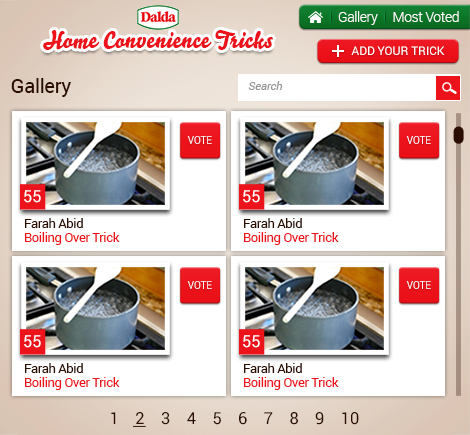 Dalda
Home Convenience Tricks
Gallery
Most Voted
ADD YOUR TRICK
Gallery
Search
VOTE
55
Farah Abid
Boiling Over Trick
VOTE
55
Farah Abid
Boiling Over Trick
VOTE
55
Farah Abid
Boiling Over Trick
VOTE
55
Farah Abid
Boiling Over Trick
1 2 3 4 5 6 7 8 9 10